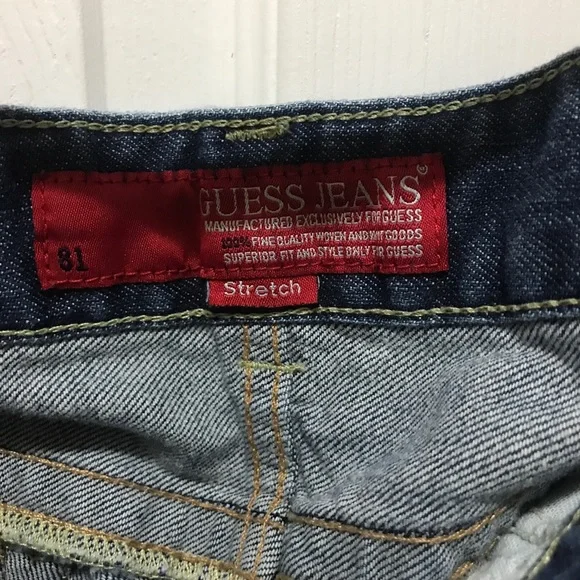 GUESS JEANS
MANUFACTURED EXCLUSIVELY FOR GUESS
100% FINE QUALITY WOVEN AND KNIT GOODS
SUPERIOR FIT AND STYLE ONLY FOR GUESS
81
Stretch